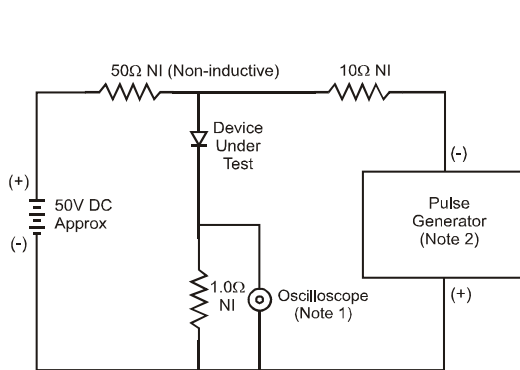 50Ω NI (Non-inductive)
10Ω NI
Device
Under
Test
(-)
(+)
50V DC
Approx
(-)
Pulse
Generator
(Note 2)
1.0Ω
NI
Oscilloscope
(Note 1)
(+)